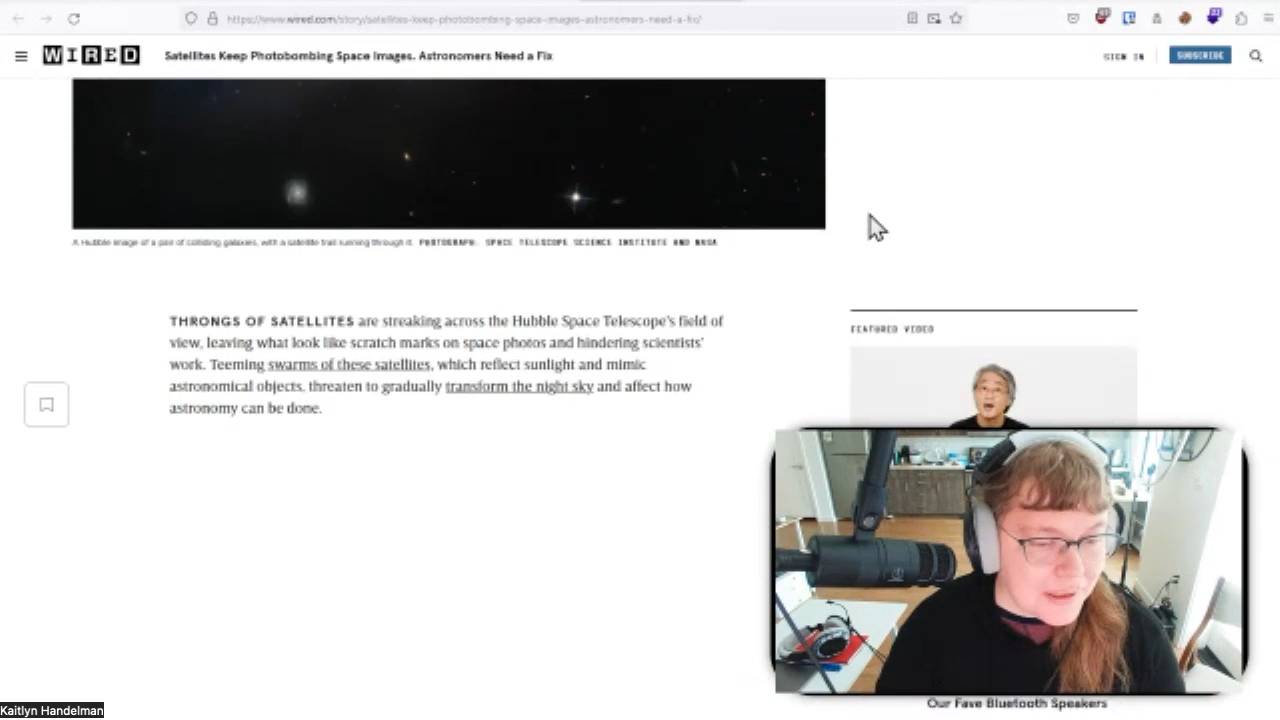 https://www.wired.com/story/satellites-keep-photobombing-space-images-astronomers-need-a-fix/
WIRED
Satellites Keep Photobombing Space Images. Astronomers Need a Fix
SIGN IN
SUBSCRIBE
A Hubble image of a pair of colliding galaxies, with a satellite trail running through it. PHOTOGRAPH: SPACE TELESCOPE SCIENCE INSTITUTE AND NASA
THRONGS OF SATELLITES are streaking across the Hubble Space Telescope's field of
view, leaving what look like scratch marks on space photos and hindering scientists'
work. Teeming swarms of these satellites, which reflect sunlight and mimic
astronomical objects, threaten to gradually transform the night sky and affect how
astronomy can be done.
FEATURED VIDEO
Our Fave Bluetooth Speakers
Kaitlyn Handelman